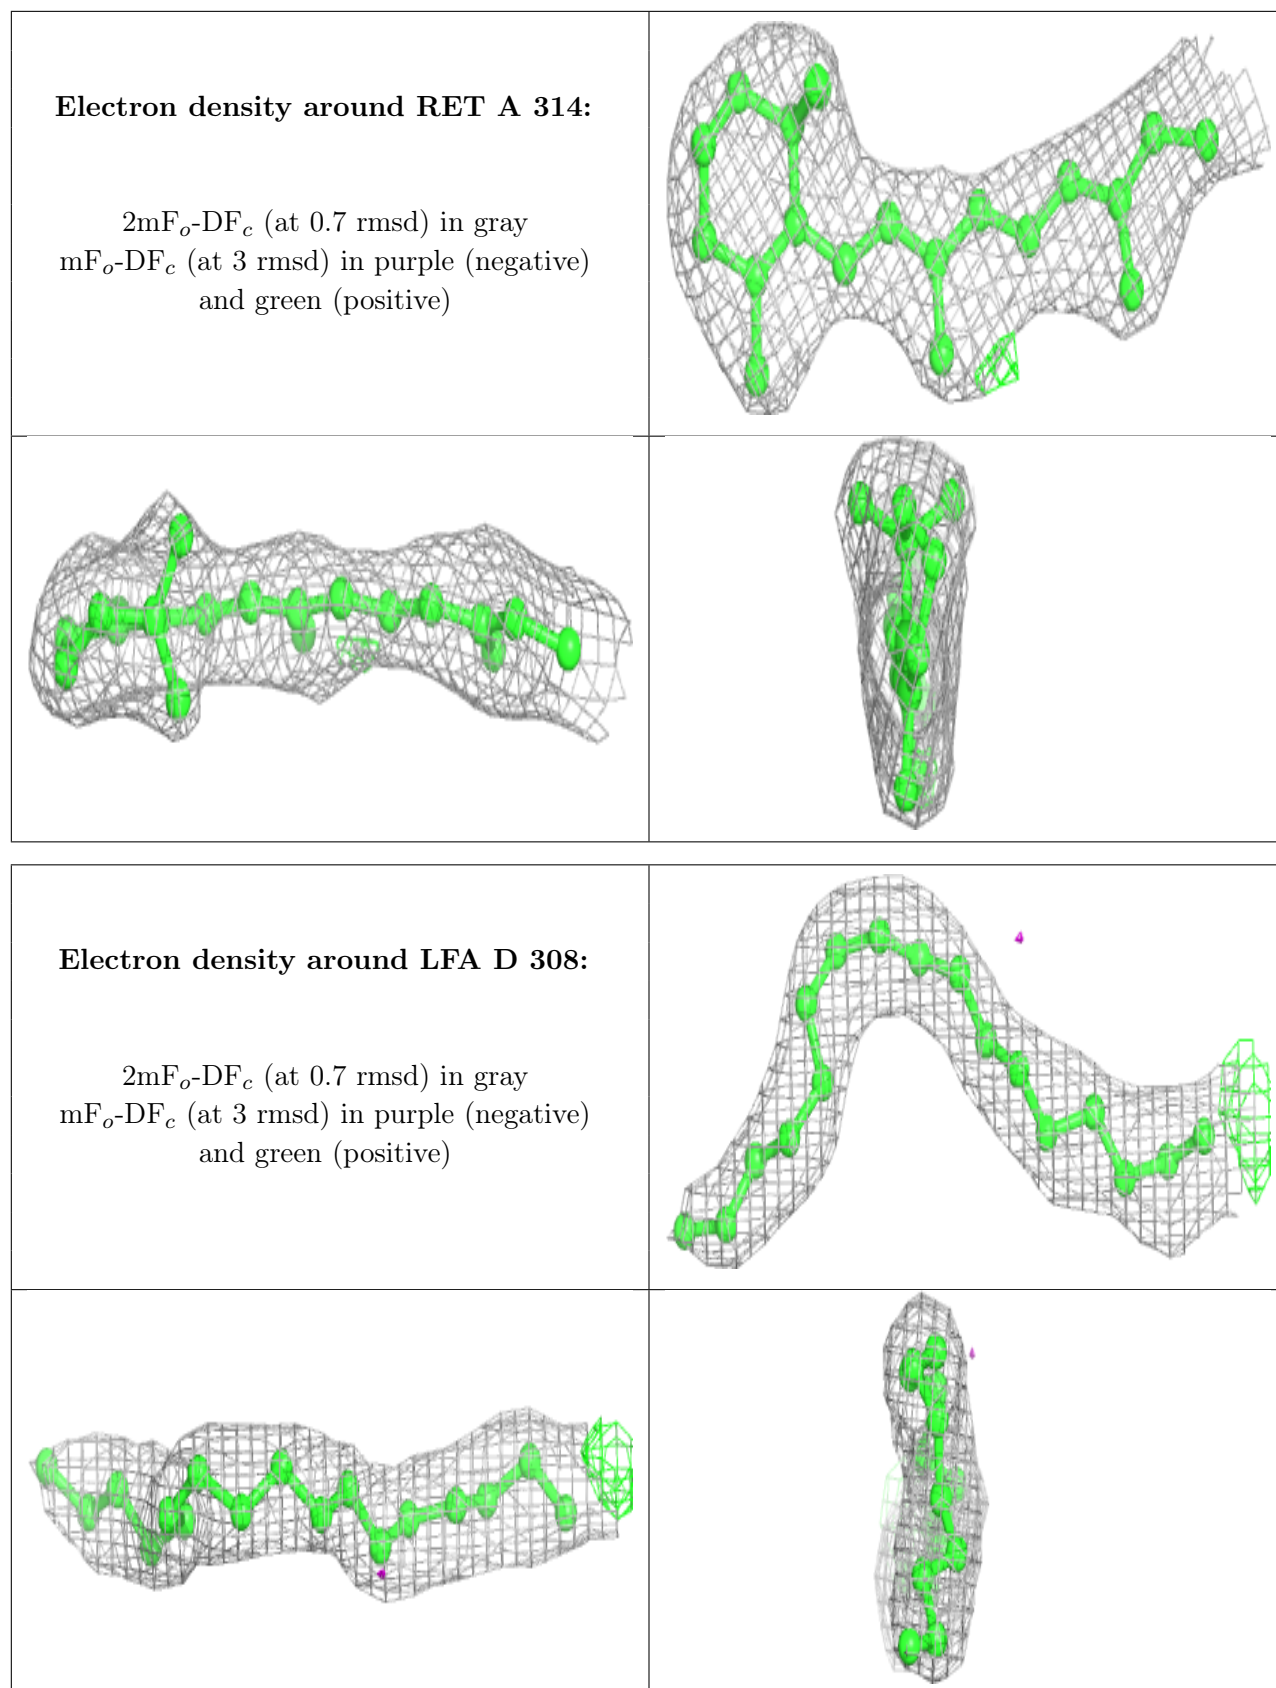 Electron density around RET A 314:
2mFo-DFc (at 0.7 rmsd) in gray
mFo-DFc (at 3 rmsd) in purple (negative)
and green (positive)
Electron density around LFA D 308:
2mFo-DFc (at 0.7 rmsd) in gray
mFo-DFc (at 3 rmsd) in purple (negative)
and green (positive)